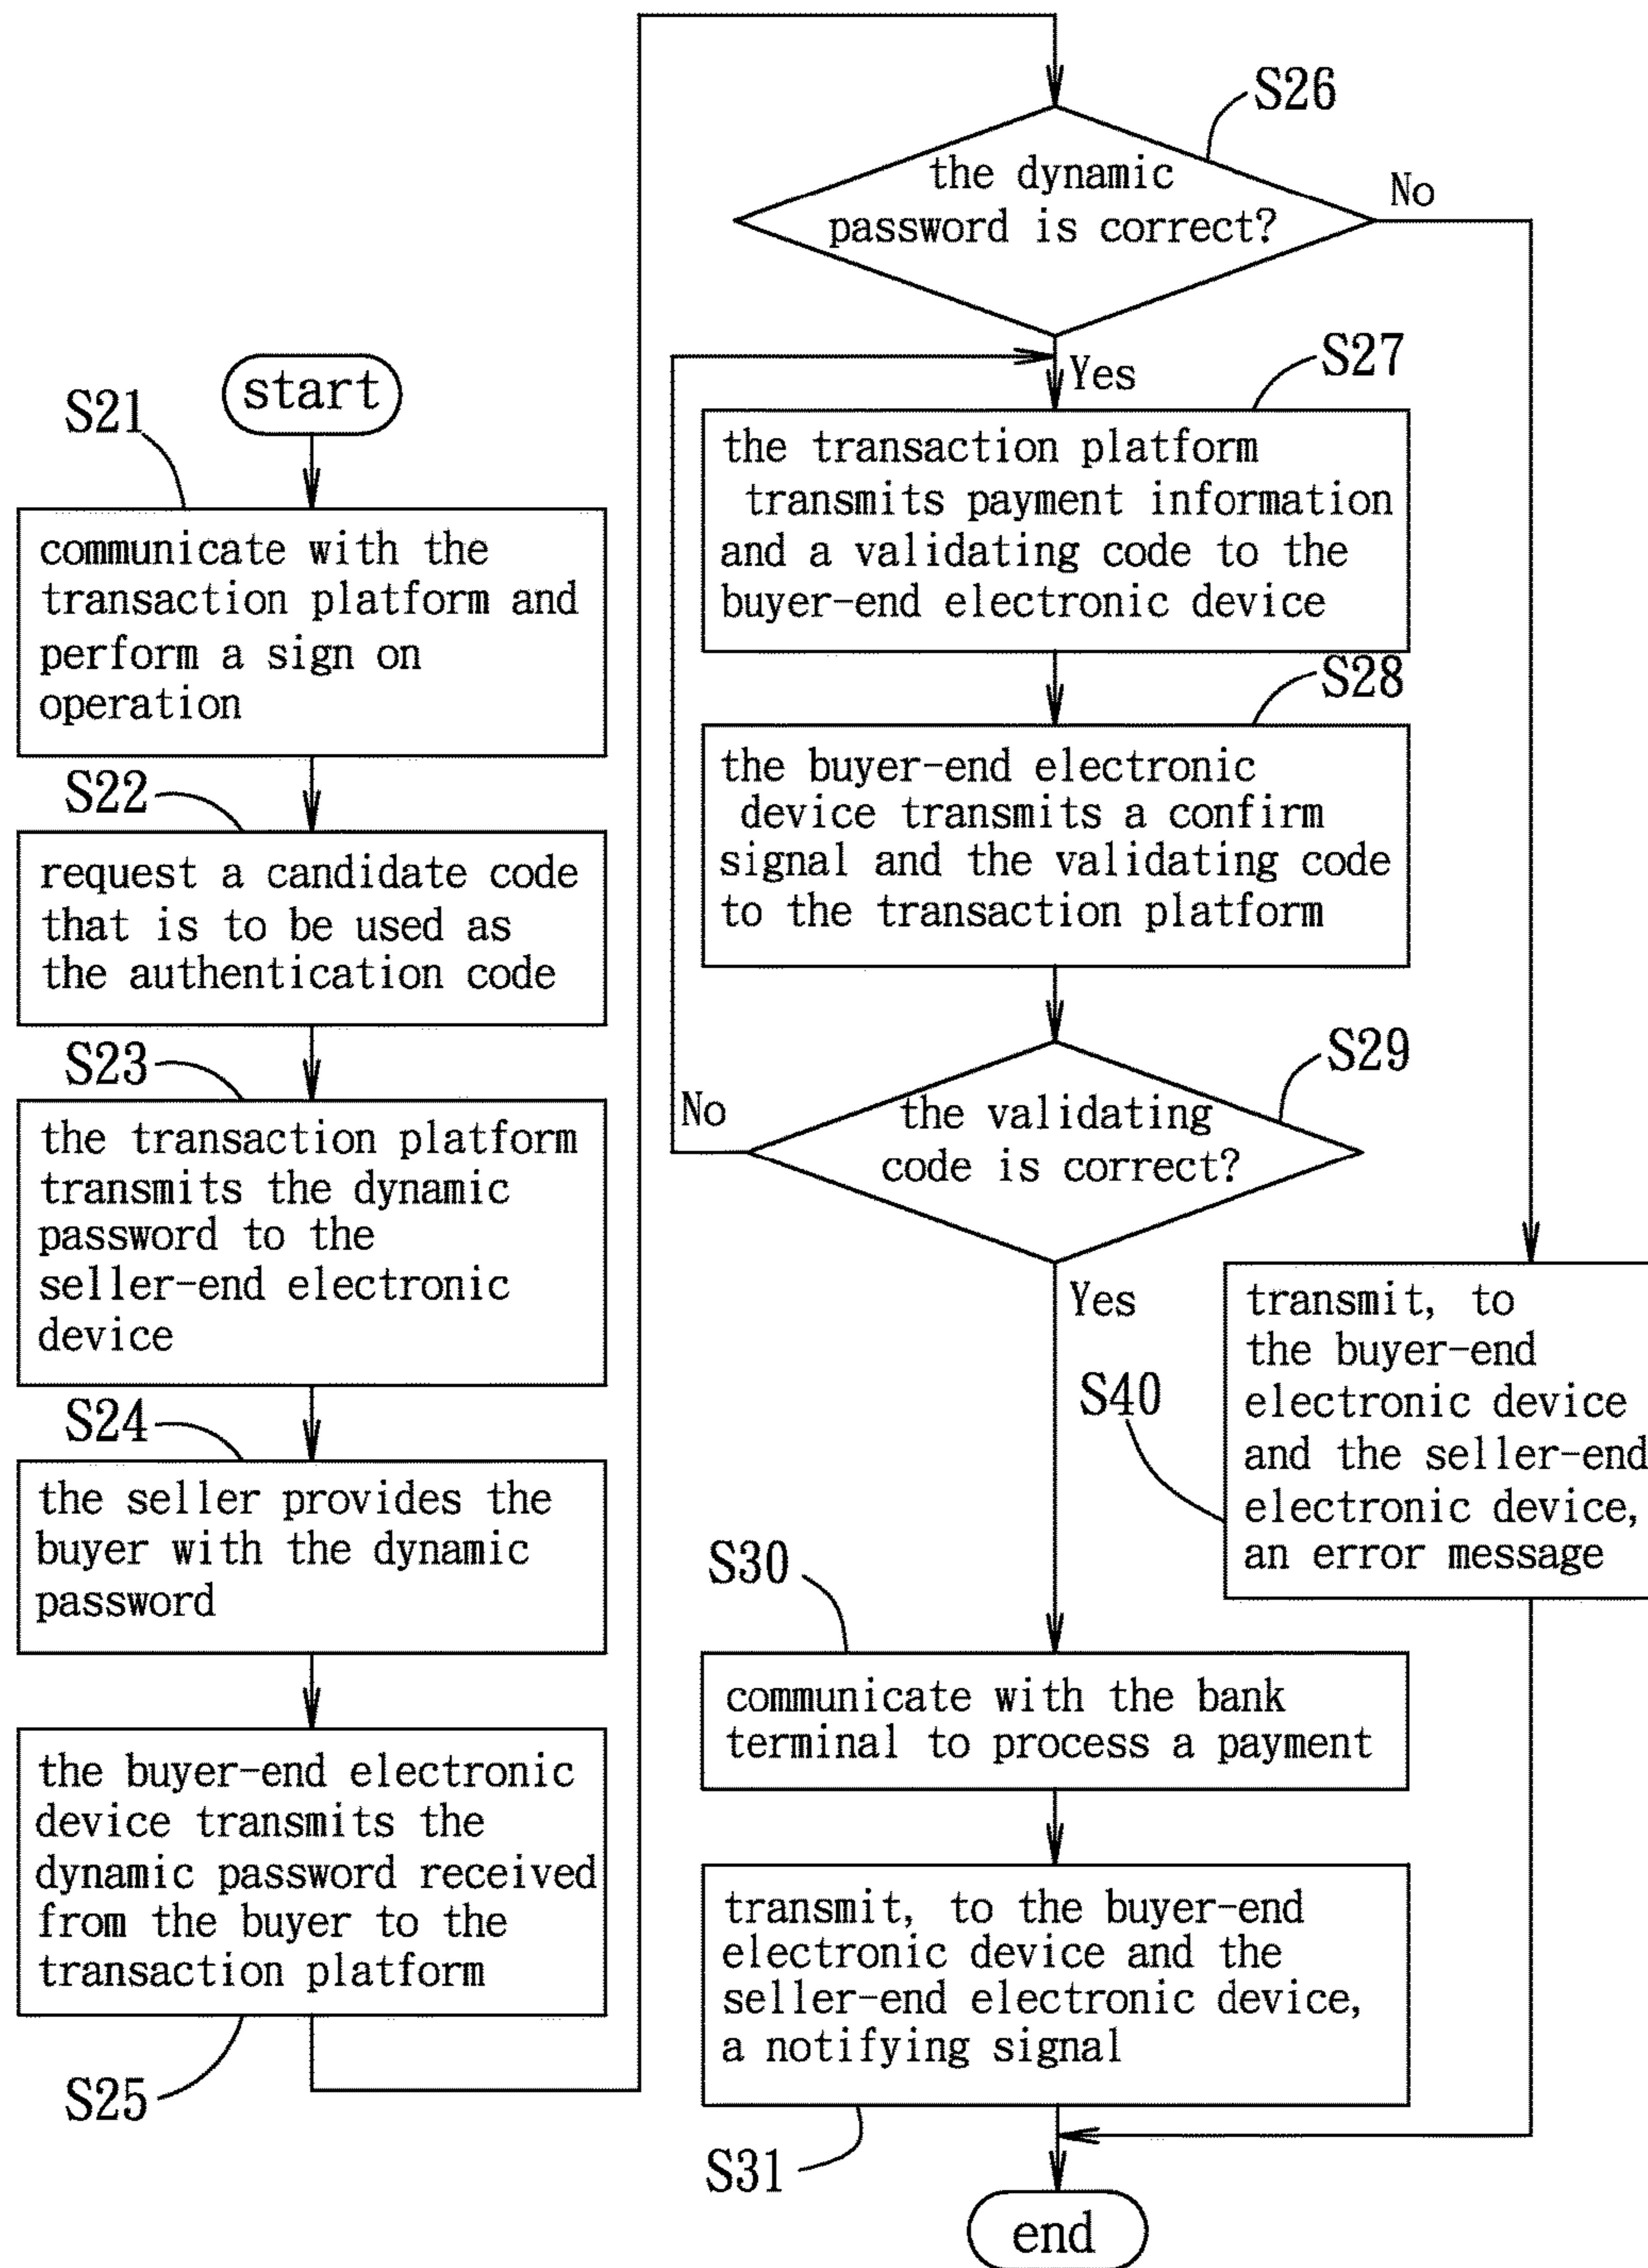 start
S21
communicate with the
transaction platform and
perform a sign on
operation
S22
request a candidate code
that is to be used as
the authentication code
S23
the transaction platform
transmits the dynamic
password to the
seller-end electronic
device
S24
the seller provides the
buyer with the dynamic
password
the buyer-end electronic
device transmits the
dynamic password received
from the buyer to the
transaction platform
S25
S26
the dynamic
password is correct?
No
Yes
S27
the transaction platform
transmits payment information
and a validating code to the
buyer-end electronic device
S28
the buyer-end electronic
device transmits a confirm
signal and the validating code
to the transaction platform
S29
the validating
code is correct?
No
Yes
S40
transmit, to
the buyer-end
electronic device
and the seller-end
electronic device,
an error message
S30
communicate with the bank
terminal to process a payment
transmit, to the buyer-end
electronic device and the
seller-end electronic device,
a notifying signal
S31
end